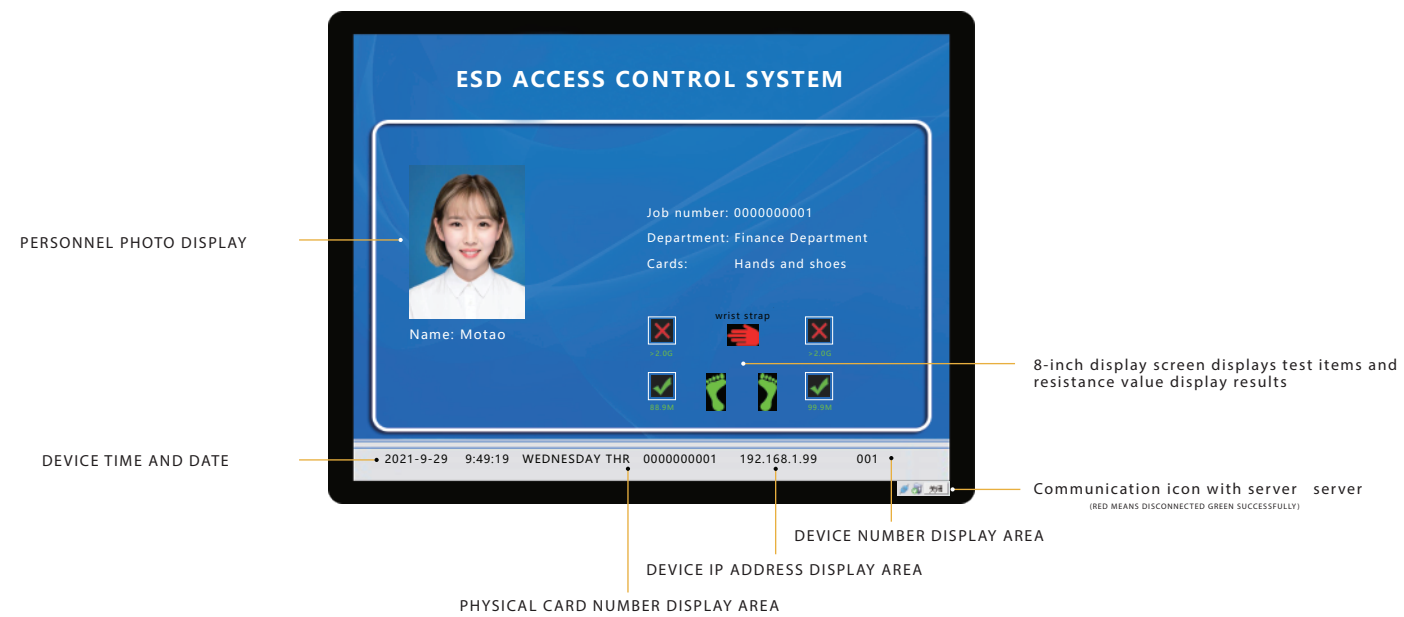 ESD ACCESS CONTROL SYSTEM
PERSONNEL PHOTO DISPLAY
Job number: 0000000001
Department: Finance Department
Cards: Hands and shoes
Name: Motao
wrist strap
>2.0G >2.0G
88.9M 99.9M
8-inch display screen displays test items and
resistance value display results
DEVICE TIME AND DATE
2021-9-29 9:49:19 WEDNESDAY THR 0000000001 192.168.1.99 001
Communication icon with server server
(RED MEANS DISCONNECTED GREEN SUCCESSFULLY)
DEVICE NUMBER DISPLAY AREA
DEVICE IP ADDRESS DISPLAY AREA
PHYSICAL CARD NUMBER DISPLAY AREA